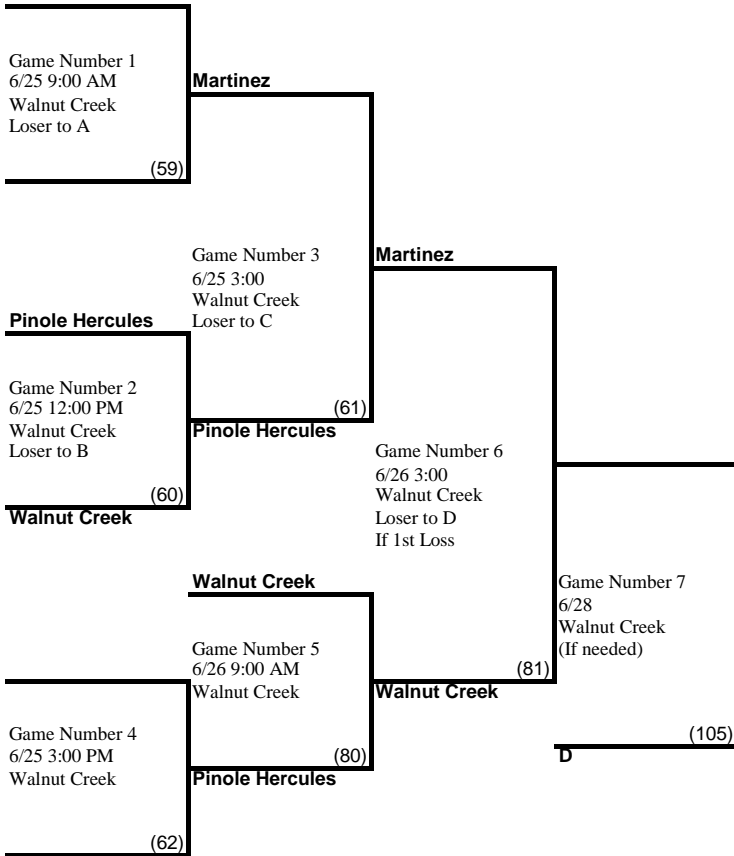 Game Number 1
6/25 9:00 AM
Walnut Creek
Loser to A
(59)
Martinez
Game Number 3
6/25 3:00
Walnut Creek
Loser to C
(61)
Pinole Hercules
Pinole Hercules
Game Number 2
6/25 12:00 PM
Walnut Creek
Loser to B
(60)
Walnut Creek
Martinez
Game Number 6
6/26 3:00
Walnut Creek
Loser to D
If 1st Loss
(81)
Walnut Creek
Walnut Creek
Game Number 5
6/26 9:00 AM
Walnut Creek
(80)
Pinole Hercules
Game Number 4
6/25 3:00 PM
Walnut Creek
(62)
Game Number 7
6/28
Walnut Creek
(If needed)
(105)
D